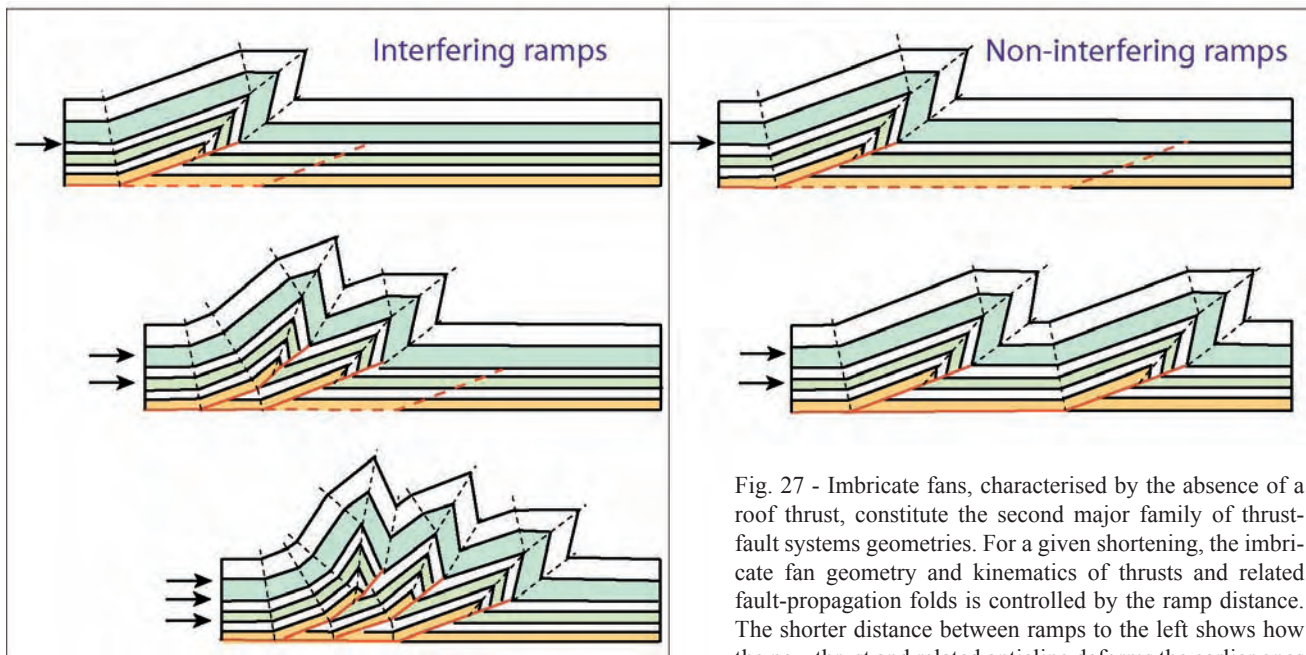 Interfering ramps
Non-interfering ramps
Fig. 27 - Imbricate fans, characterised by the absence of a
roof thrust, constitute the second major family of thrust-
fault systems geometries. For a given shortening, the imbri-
cate fan geometry and kinematics of thrusts and related
fault-propagation folds is controlled by the ramp distance.
The shorter distance between ramps to the left shows how